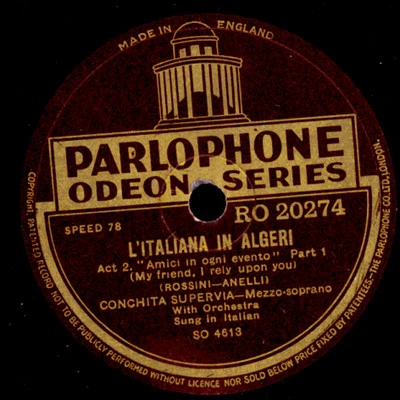 MADE IN ENGLAND
PARLOPHONE
ODEON SERIES
RO 20274
SPEED 78
L'ITALIANA IN ALGERI
Act 2. "Amici in ogni evento" Part 1
(My friend, I rely upon you)
(ROSSINI—ANELLI)
CONCHITA SUPERVIA—Mezzo-soprano
With Orchestra
Sung in Italian
SO 4613
COPYRIGHT. PATENTED RECORD NOT TO BE PUBLICLY PERFORMED WITHOUT LICENCE NOR SOLD BELOW PRICE FIXED BY PATENTEES.—THE PARLOPHONE CO. LTD., LONDON.